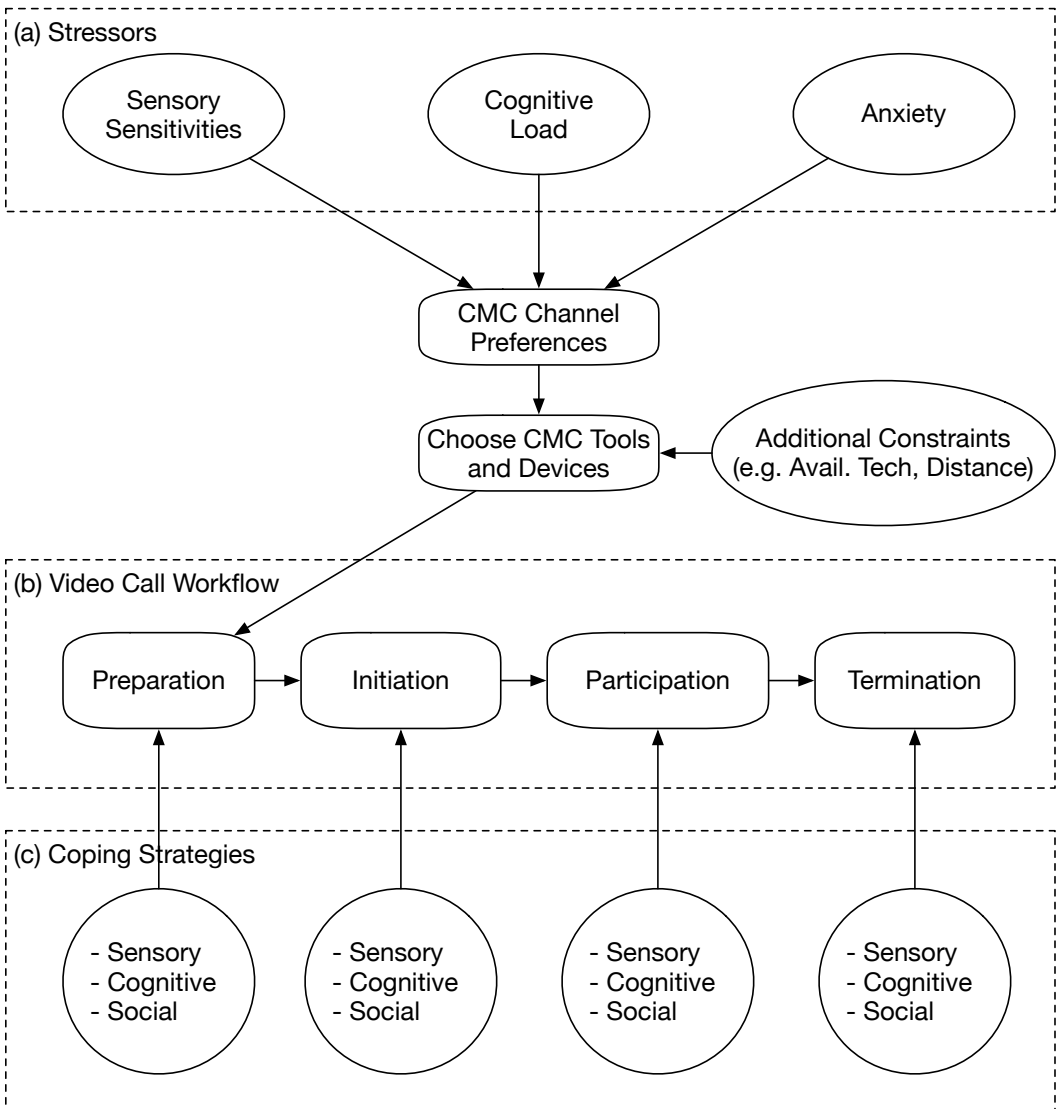 (a) Stressors
Sensory
Sensitivities
Cognitive
Load
Anxiety
CMC Channel
Preferences
Choose CMC Tools
and Devices
Additional Constraints
(e.g. Avail. Tech, Distance)
(b) Video Call Workflow
Preparation
Initiation
Participation
Termination
(c) Coping Strategies
- Sensory
- Cognitive
- Social
- Sensory
- Cognitive
- Social
- Sensory
- Cognitive
- Social
- Sensory
- Cognitive
- Social